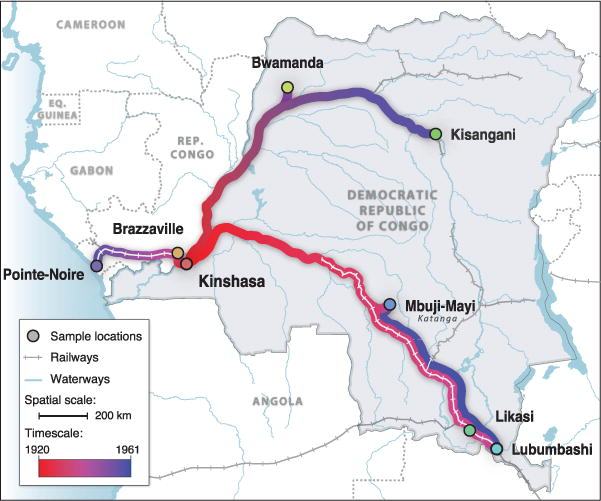 CAMEROON
Bwamanda
EQ.
GUINEA
REP.
CONGO
Kisangani
GABON
DEMOCRATIC
REPUBLIC
OF CONGO
Brazzaville
Pointe-Noire
Kinshasa
Mbuji-Mayi
Katanga
Sample locations
Railways
Waterways
Spatial scale:
200 km
Timescale:
1920 1961
ANGOLA
Likasi
Lubumbashi